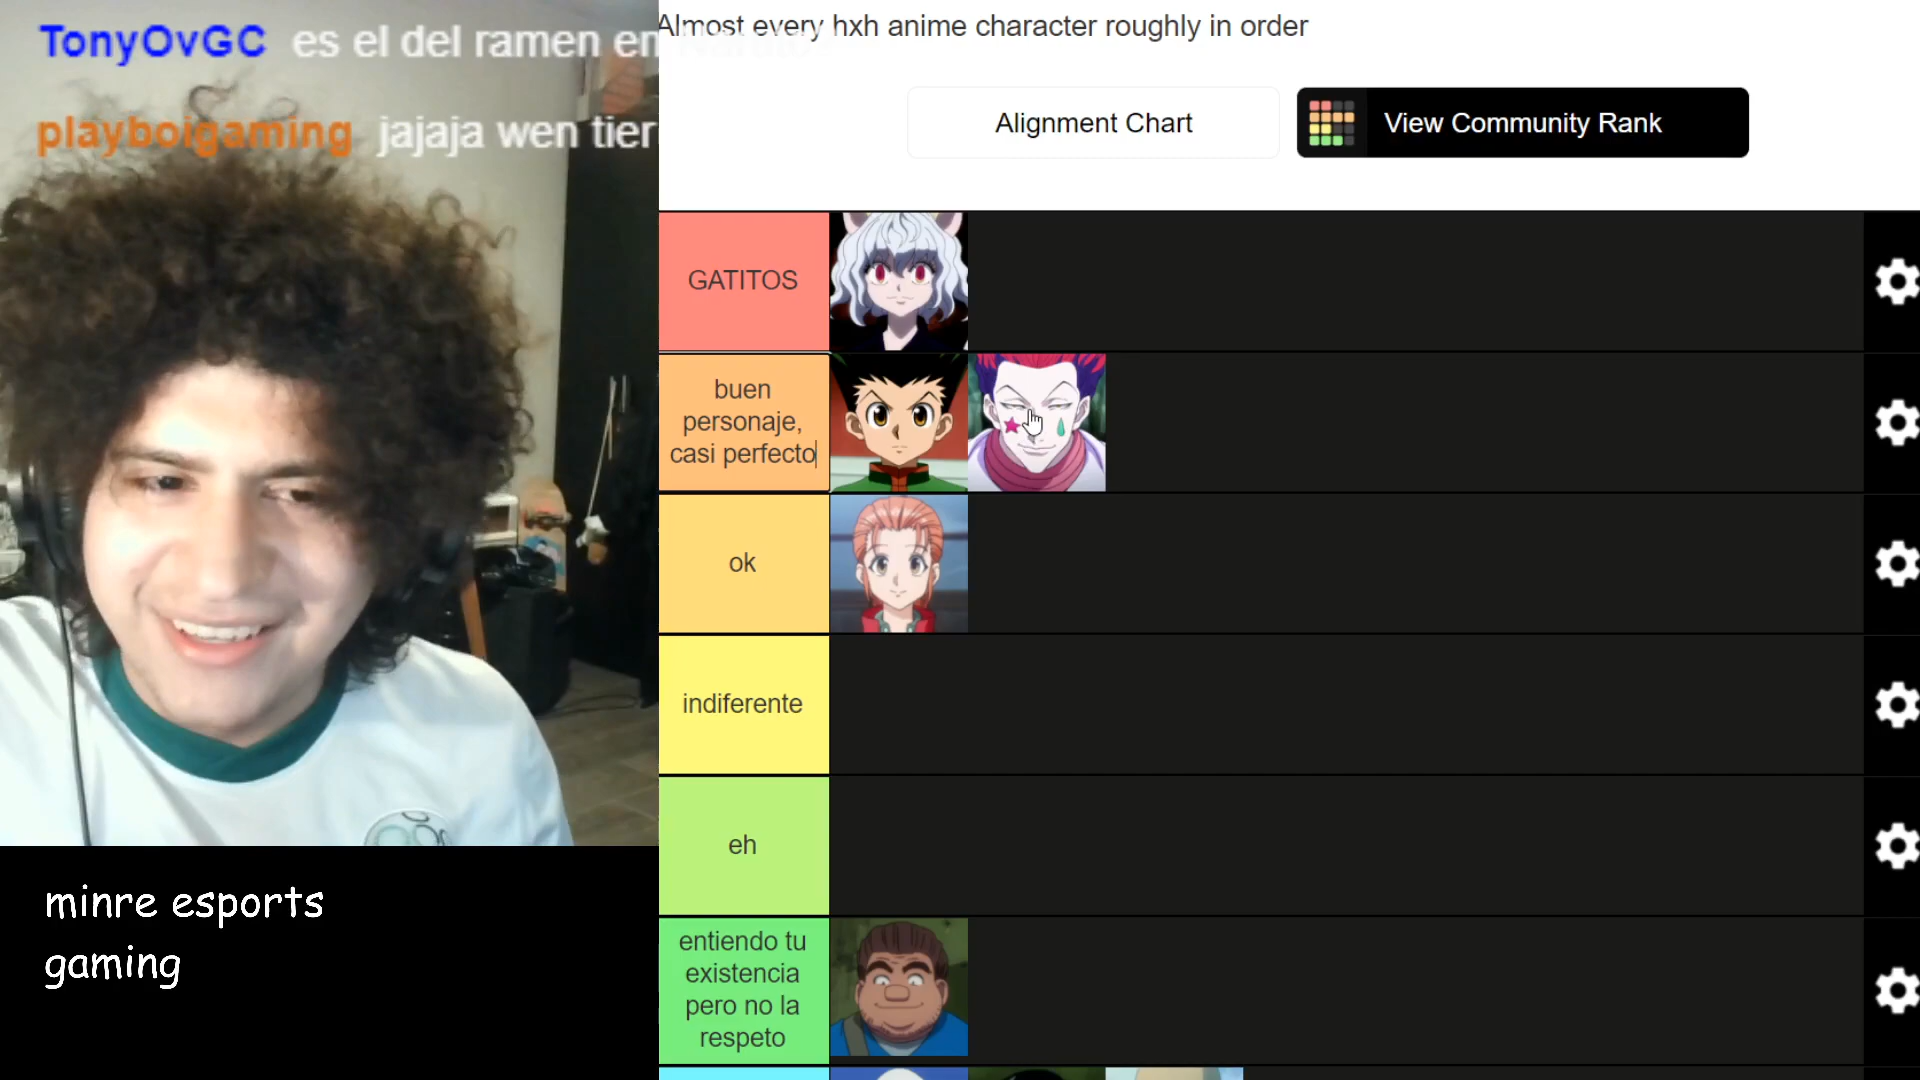 TonyOvGC es el del ramen en
playboigaming jajaja wen tier
Almost every hxh anime character roughly in order
Alignment Chart
View Community Rank
GATITOS
buen
personaje,
casi perfecto
ok
indiferente
eh
entiendo tu
existencia
pero no la
respeto
minre esports
gaming